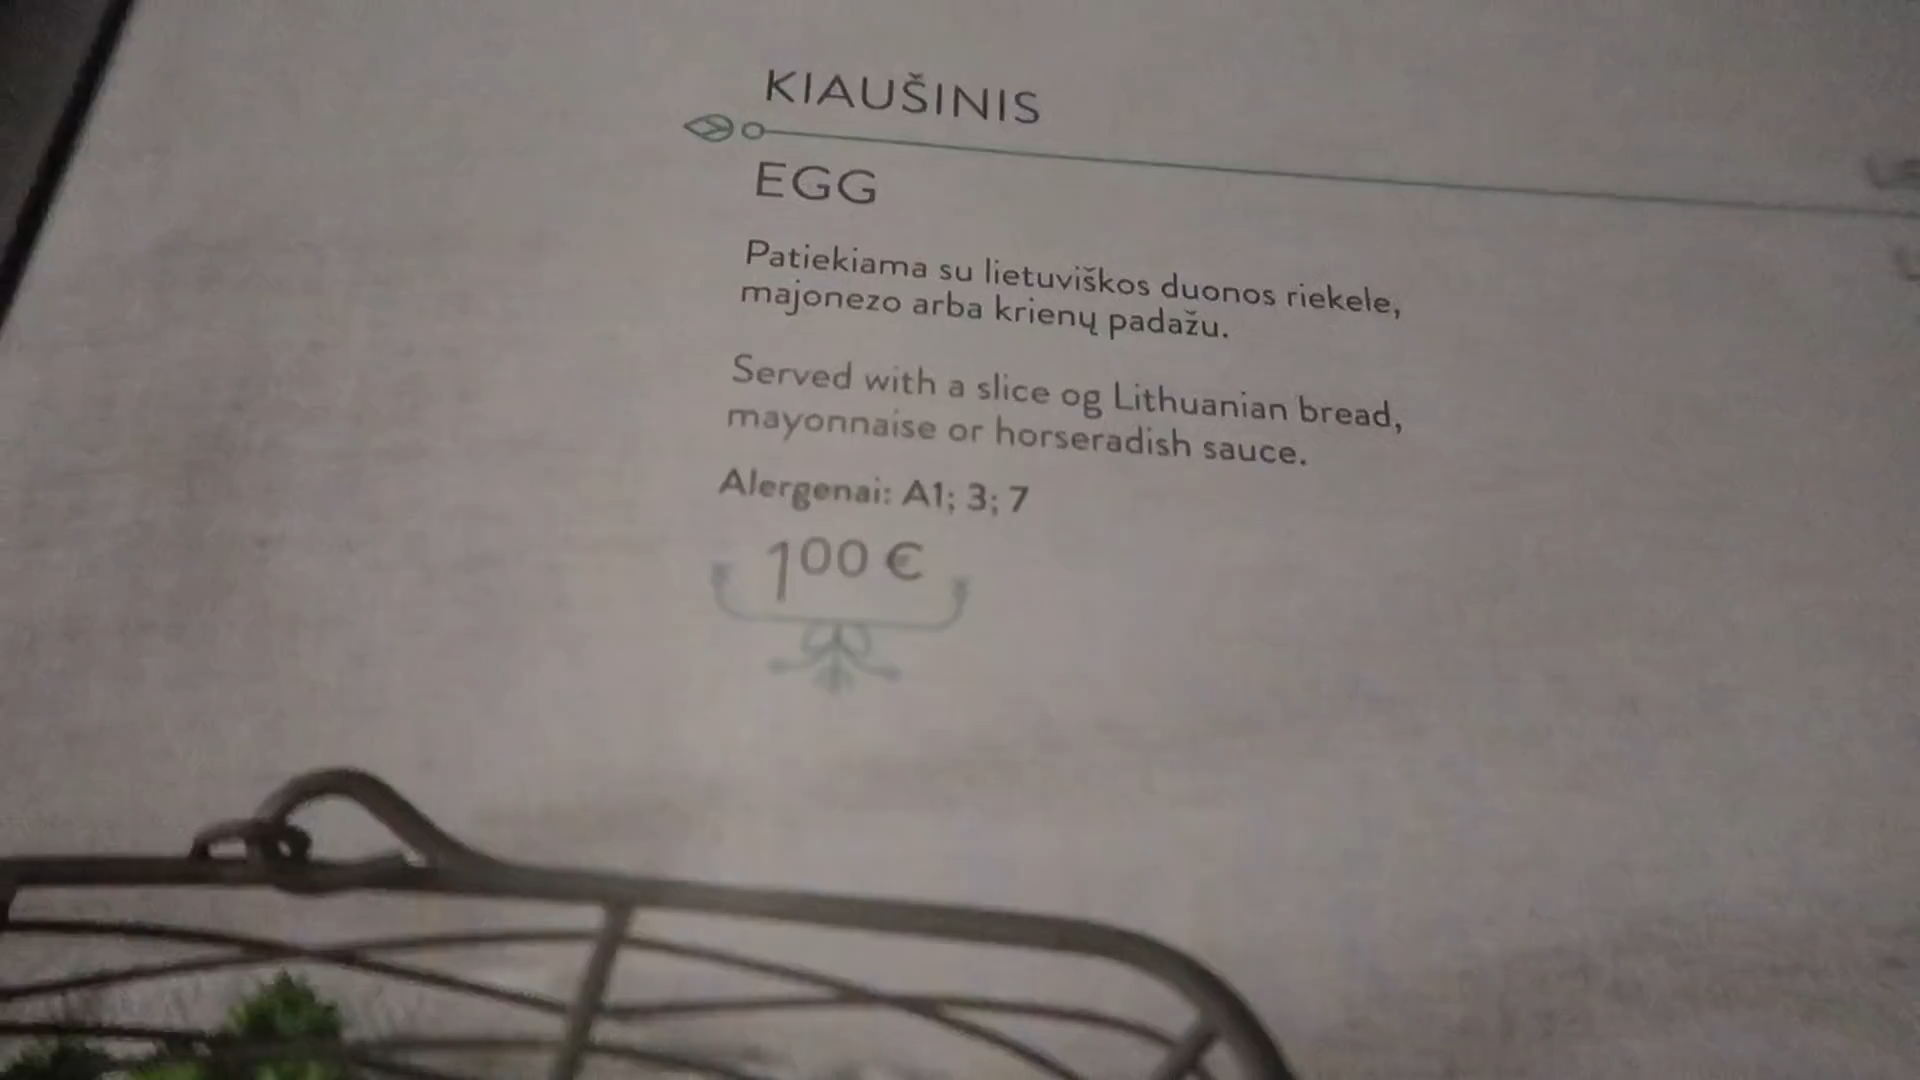 KIAUŠINIS
EGG
Patiekiama su lietuviškos duonos riekele,
majonezo arba krienų padažu.
Served with a slice og Lithuanian bread,
mayonnaise or horseradish sauce.
Alergenai: A1; 3; 7
1⁰⁰ €